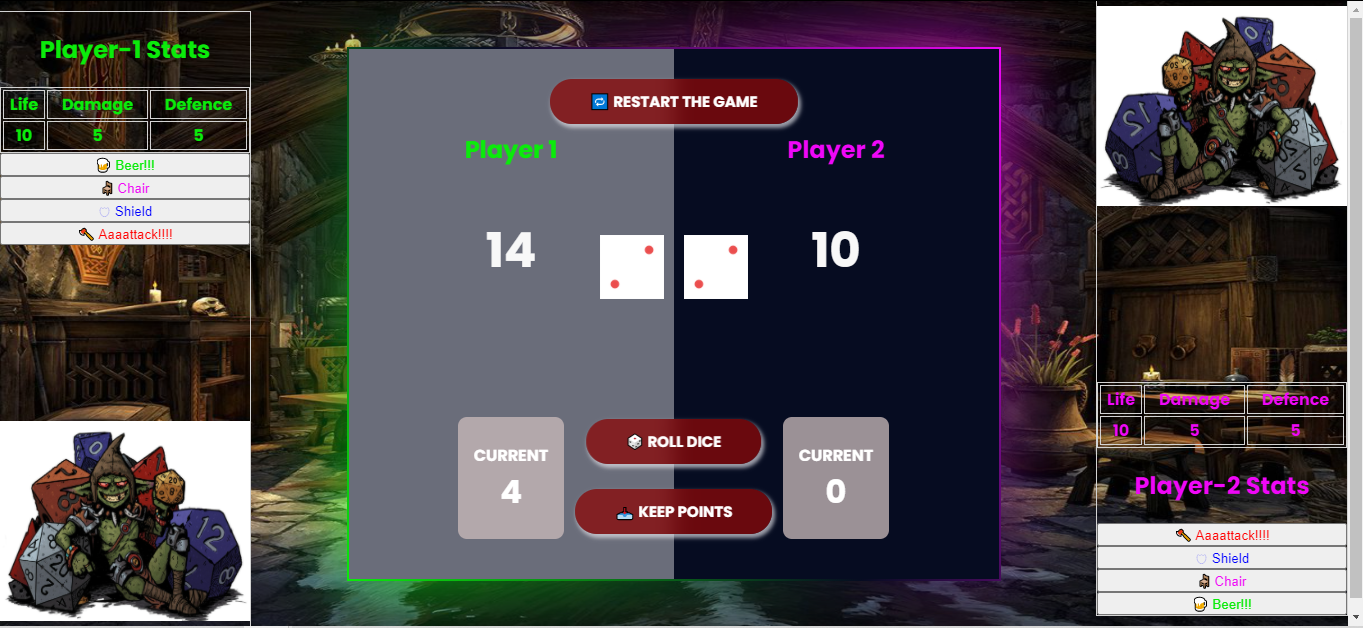 Player-1 Stats
Life Damage Defence
10 5 5
🍺 Beer!!!
Chair
Shield
Aaaattack!!!!
RESTART THE GAME
Player 1
Player 2
14
10
CURRENT
4
ROLL DICE
KEEP POINTS
CURRENT
0
Life Damage Defence
10 5 5
Player-2 Stats
Aaaattack!!!!
Shield
Chair
Beer!!!